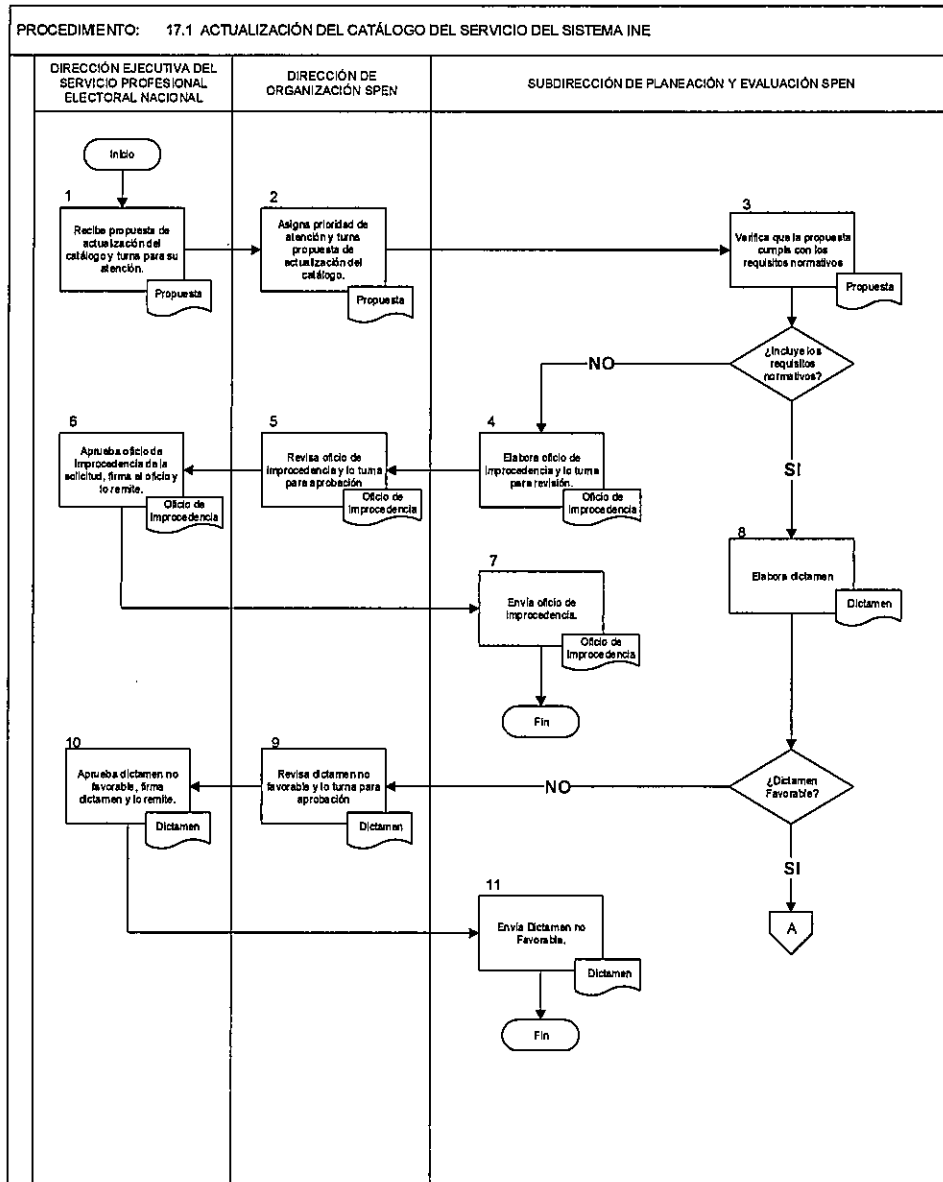 PROCEDIMIENTO: 17.1 ACTUALIZACIÓN DEL CATÁLOGO DEL SERVICIO DEL SISTEMA INE
DIRECCIÓN EJECUTIVA DEL
SERVICIO PROFESIONAL
ELECTORAL NACIONAL
DIRECCIÓN DE
ORGANIZACIÓN SPEN
SUBDIRECCIÓN DE PLANEACIÓN Y EVALUACIÓN SPEN
Inicio
1
Recibe propuesta de
actualización del
catálogo y turna para su
atención.
Propuesta
2
Asigna prioridad de
atención y turna
propuesta de
actualización del
catálogo.
Propuesta
3
Verifica que la propuesta
cumpla con los
requisitos normativos
Propuesta
¿Incluye los
requisitos
normativos?
NO
SI
6
Aprueba oficio de
improcedencia de la
solicitud, firma el oficio y
lo remite.
Oficio de
Improcedencia
5
Revisa oficio de
improcedencia y lo turna
para aprobación
Oficio de
Improcedencia
4
Elabora oficio de
improcedencia y lo turna
para revisión.
Oficio de
Improcedencia
8
Elabora dictamen
Dictamen
7
Envía oficio de
improcedencia.
Oficio de
Improcedencia
Fin
10
Aprueba dictamen no
favorable, firma
dictamen y lo remite.
Dictamen
9
Revisa dictamen no
favorable y lo turna para
aprobación
Dictamen
NO
¿Dictamen
Favorable?
SI
A
11
Envía Dictamen no
Favorable.
Dictamen
Fin